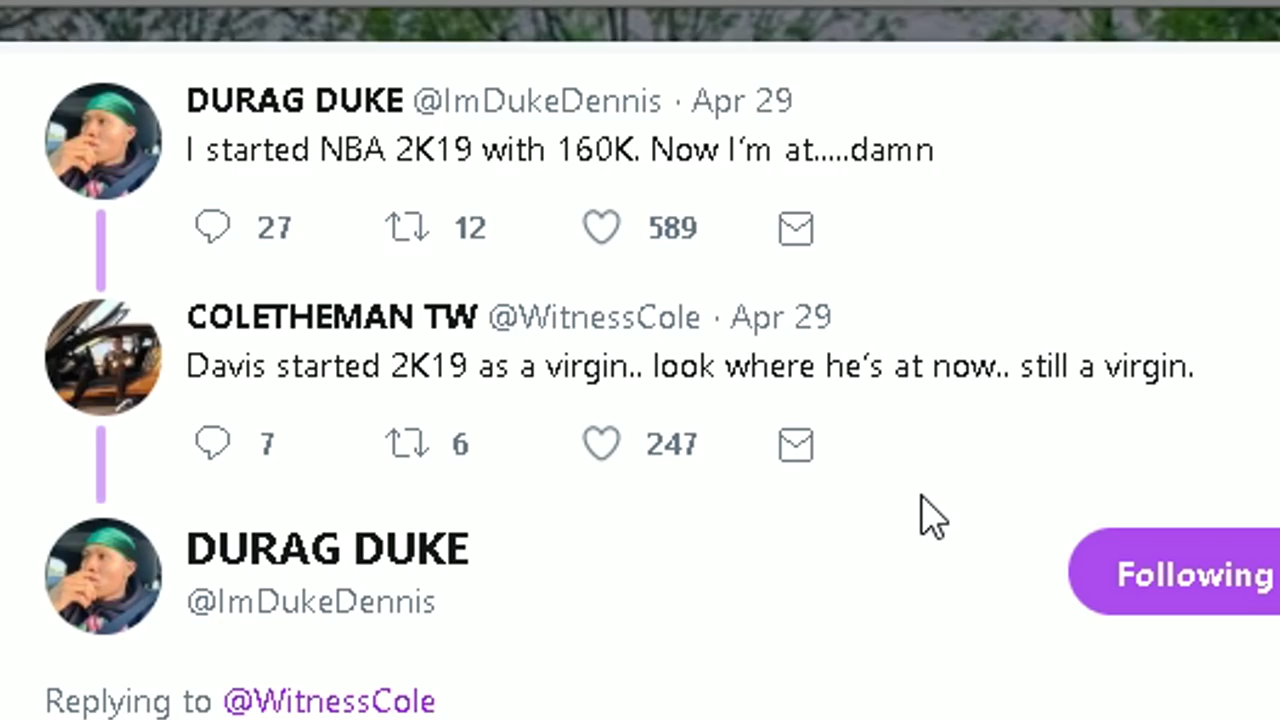 DURAG DUKE @ImDukeDennis · Apr 29
I started NBA 2K19 with 160K. Now I'm at.....damn
27 12 589
COLETHEMAN TW @WitnessCole · Apr 29
Davis started 2K19 as a virgin.. look where he's at now.. still a virgin.
7 6 247
DURAG DUKE
@ImDukeDennis
Following
Replying to @WitnessCole